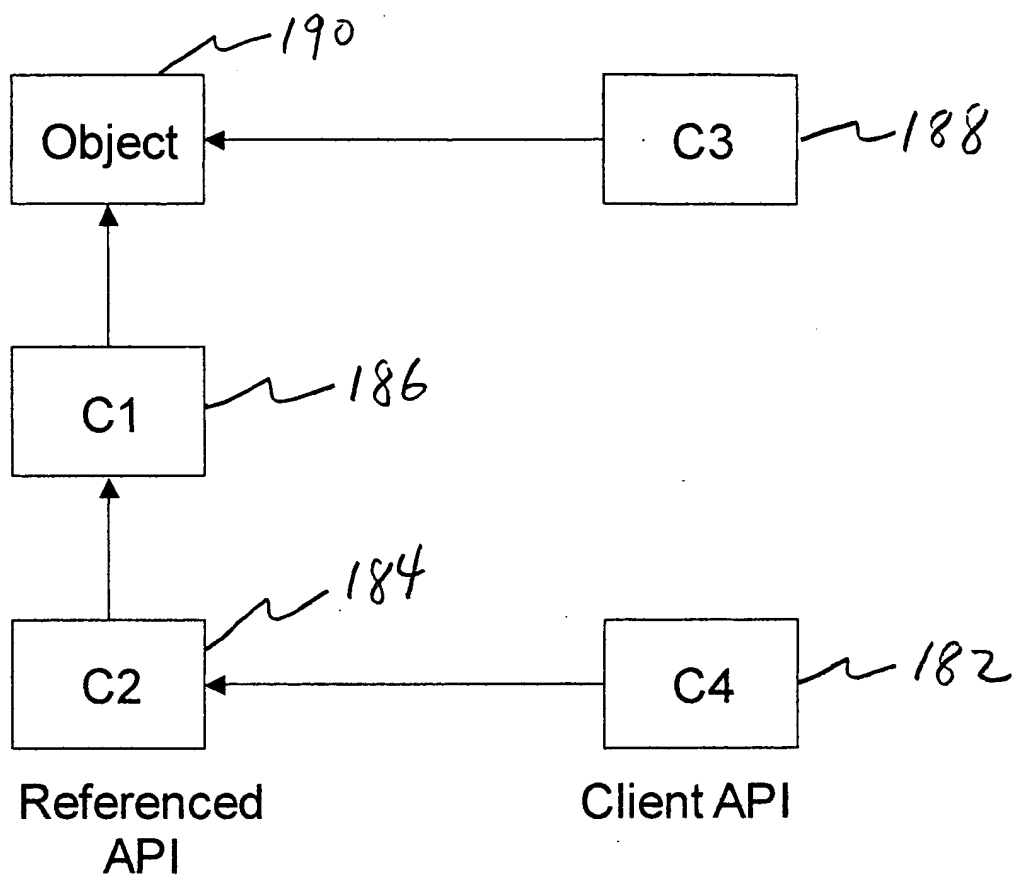 190
Object
C3
188
C1
186
184
C2
C4
182
Referenced
API
Client API